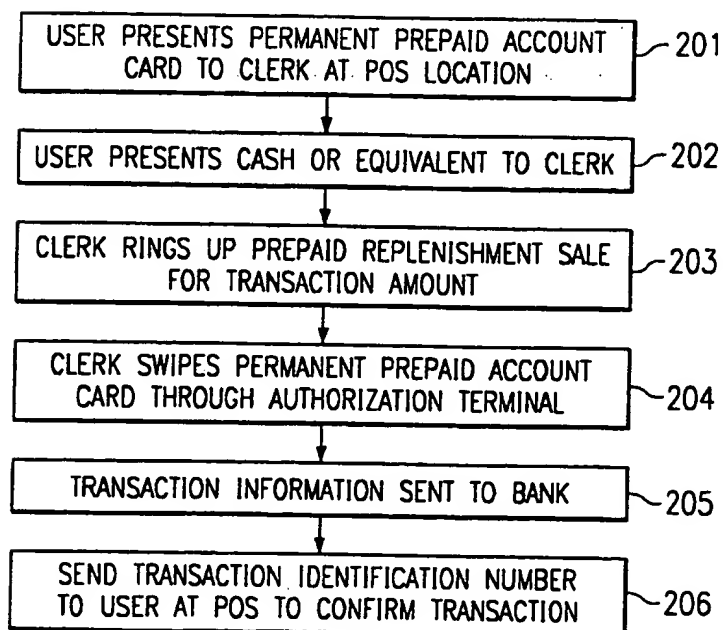 USER PRESENTS PERMANENT PREPAID ACCOUNT
CARD TO CLERK AT POS LOCATION
201
USER PRESENTS CASH OR EQUIVALENT TO CLERK
202
CLERK RINGS UP PREPAID REPLENISHMENT SALE
FOR TRANSACTION AMOUNT
203
CLERK SWIPES PERMANENT PREPAID ACCOUNT
CARD THROUGH AUTHORIZATION TERMINAL
204
TRANSACTION INFORMATION SENT TO BANK
205
SEND TRANSACTION IDENTIFICATION NUMBER
TO USER AT POS TO CONFIRM TRANSACTION
206